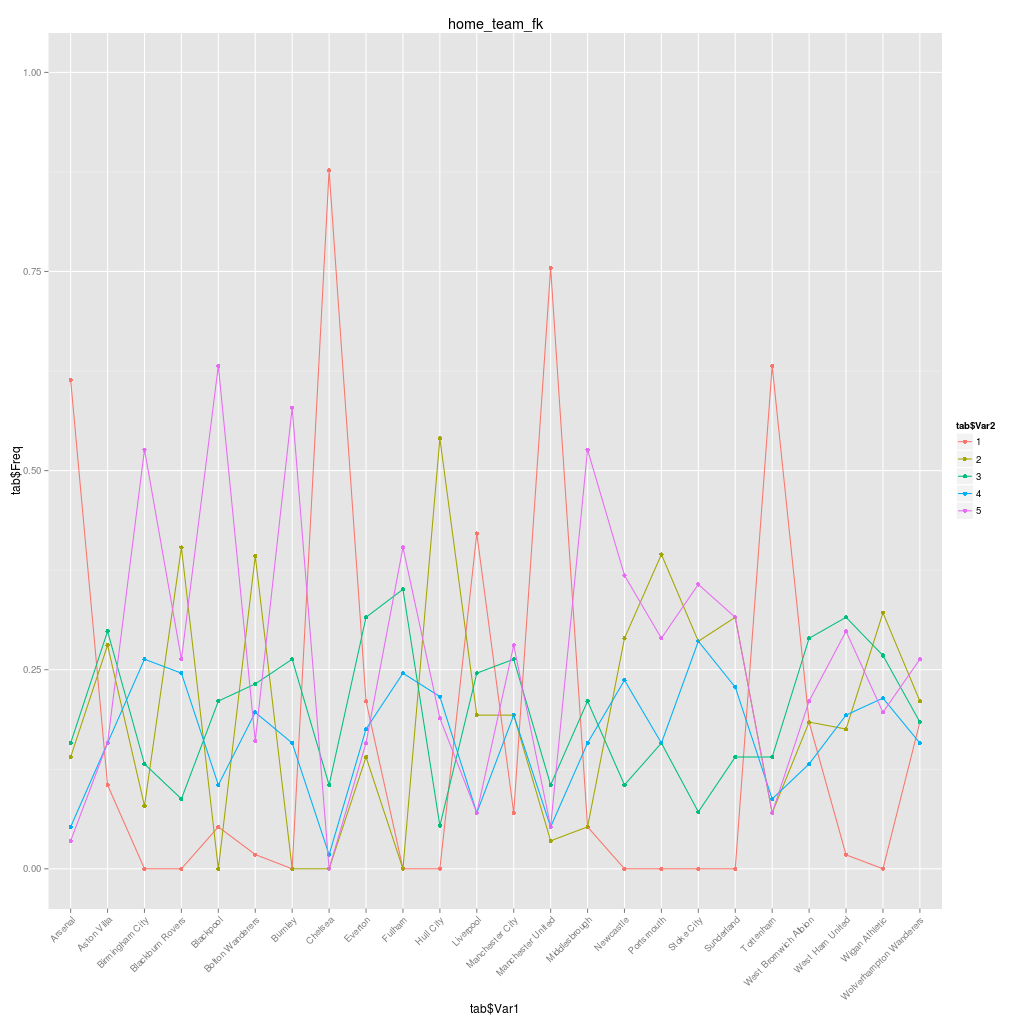 home_team_fk
1.00
0.75
0.50
0.25
0.00
tab$Freq
Arsenal
Aston Villa
Birmingham City
Blackburn Rovers
Blackpool
Bolton Wanderers
Burnley
Chelsea
Everton
Fulham
Hull City
Liverpool
Manchester City
Manchester United
Middlesbrough
Newcastle
Portsmouth
Stoke City
Sunderland
Tottenham
West Bromwich Albion
West Ham United
Wigan Athletic
Wolverhampton Wanderers
tab$Var1
tab$Var2
1
2
3
4
5